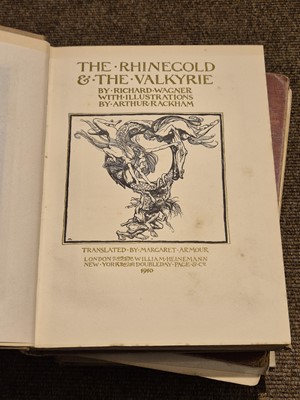 THE·RHINEGOLD
& THE·VALKYRIE
BY·RICHARD·WAGNER
WITH·ILLUSTRATIONS
BY·ARTHUR·RACKHAM
TRANSLATED·BY·MARGARET·ARMOUR
LONDON WILLIAM·HEINEMANN
NEW·YORK DOUBLEDAY·PAGE·& Co
1910